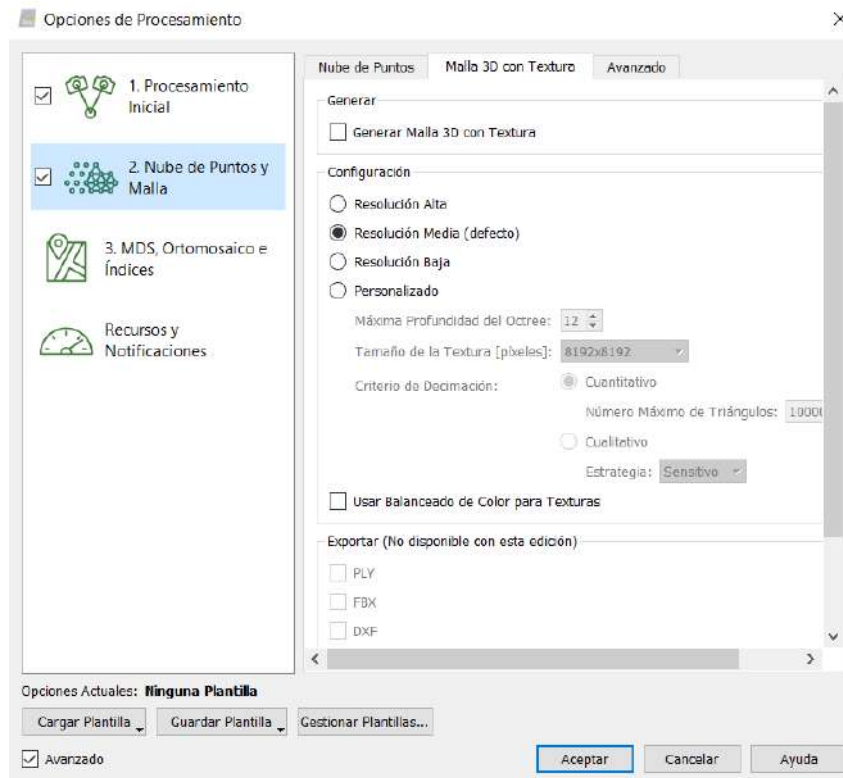 Opciones de Procesamiento
1. Procesamiento
Inicial
2. Nube de Puntos y
Malla
3. MDS, Ortomosaico e
Índices
Recursos y
Notificaciones
Nube de Puntos Malla 3D con Textura Avanzado
Generar
Generar Malla 3D con Textura
Configuración
Resolución Alta
Resolución Media (defecto)
Resolución Baja
Personalizado
Máxima Profundidad del Octree: 12
Tamaño de la Textura [píxeles]: 8192x8192
Criterio de Decimación: Cuantitativo
Número Máximo de Triángulos:
Cualitativo
Estrategia: Sensitivo
Usar Balanceado de Color para Texturas
Exportar (No disponible con esta edición)
PLY
FBX
DXF
Opciones Actuales: Ninguna Plantilla
Cargar Plantilla Guardar Plantilla Gestionar Plantillas...
Avanzado Aceptar Cancelar Ayuda